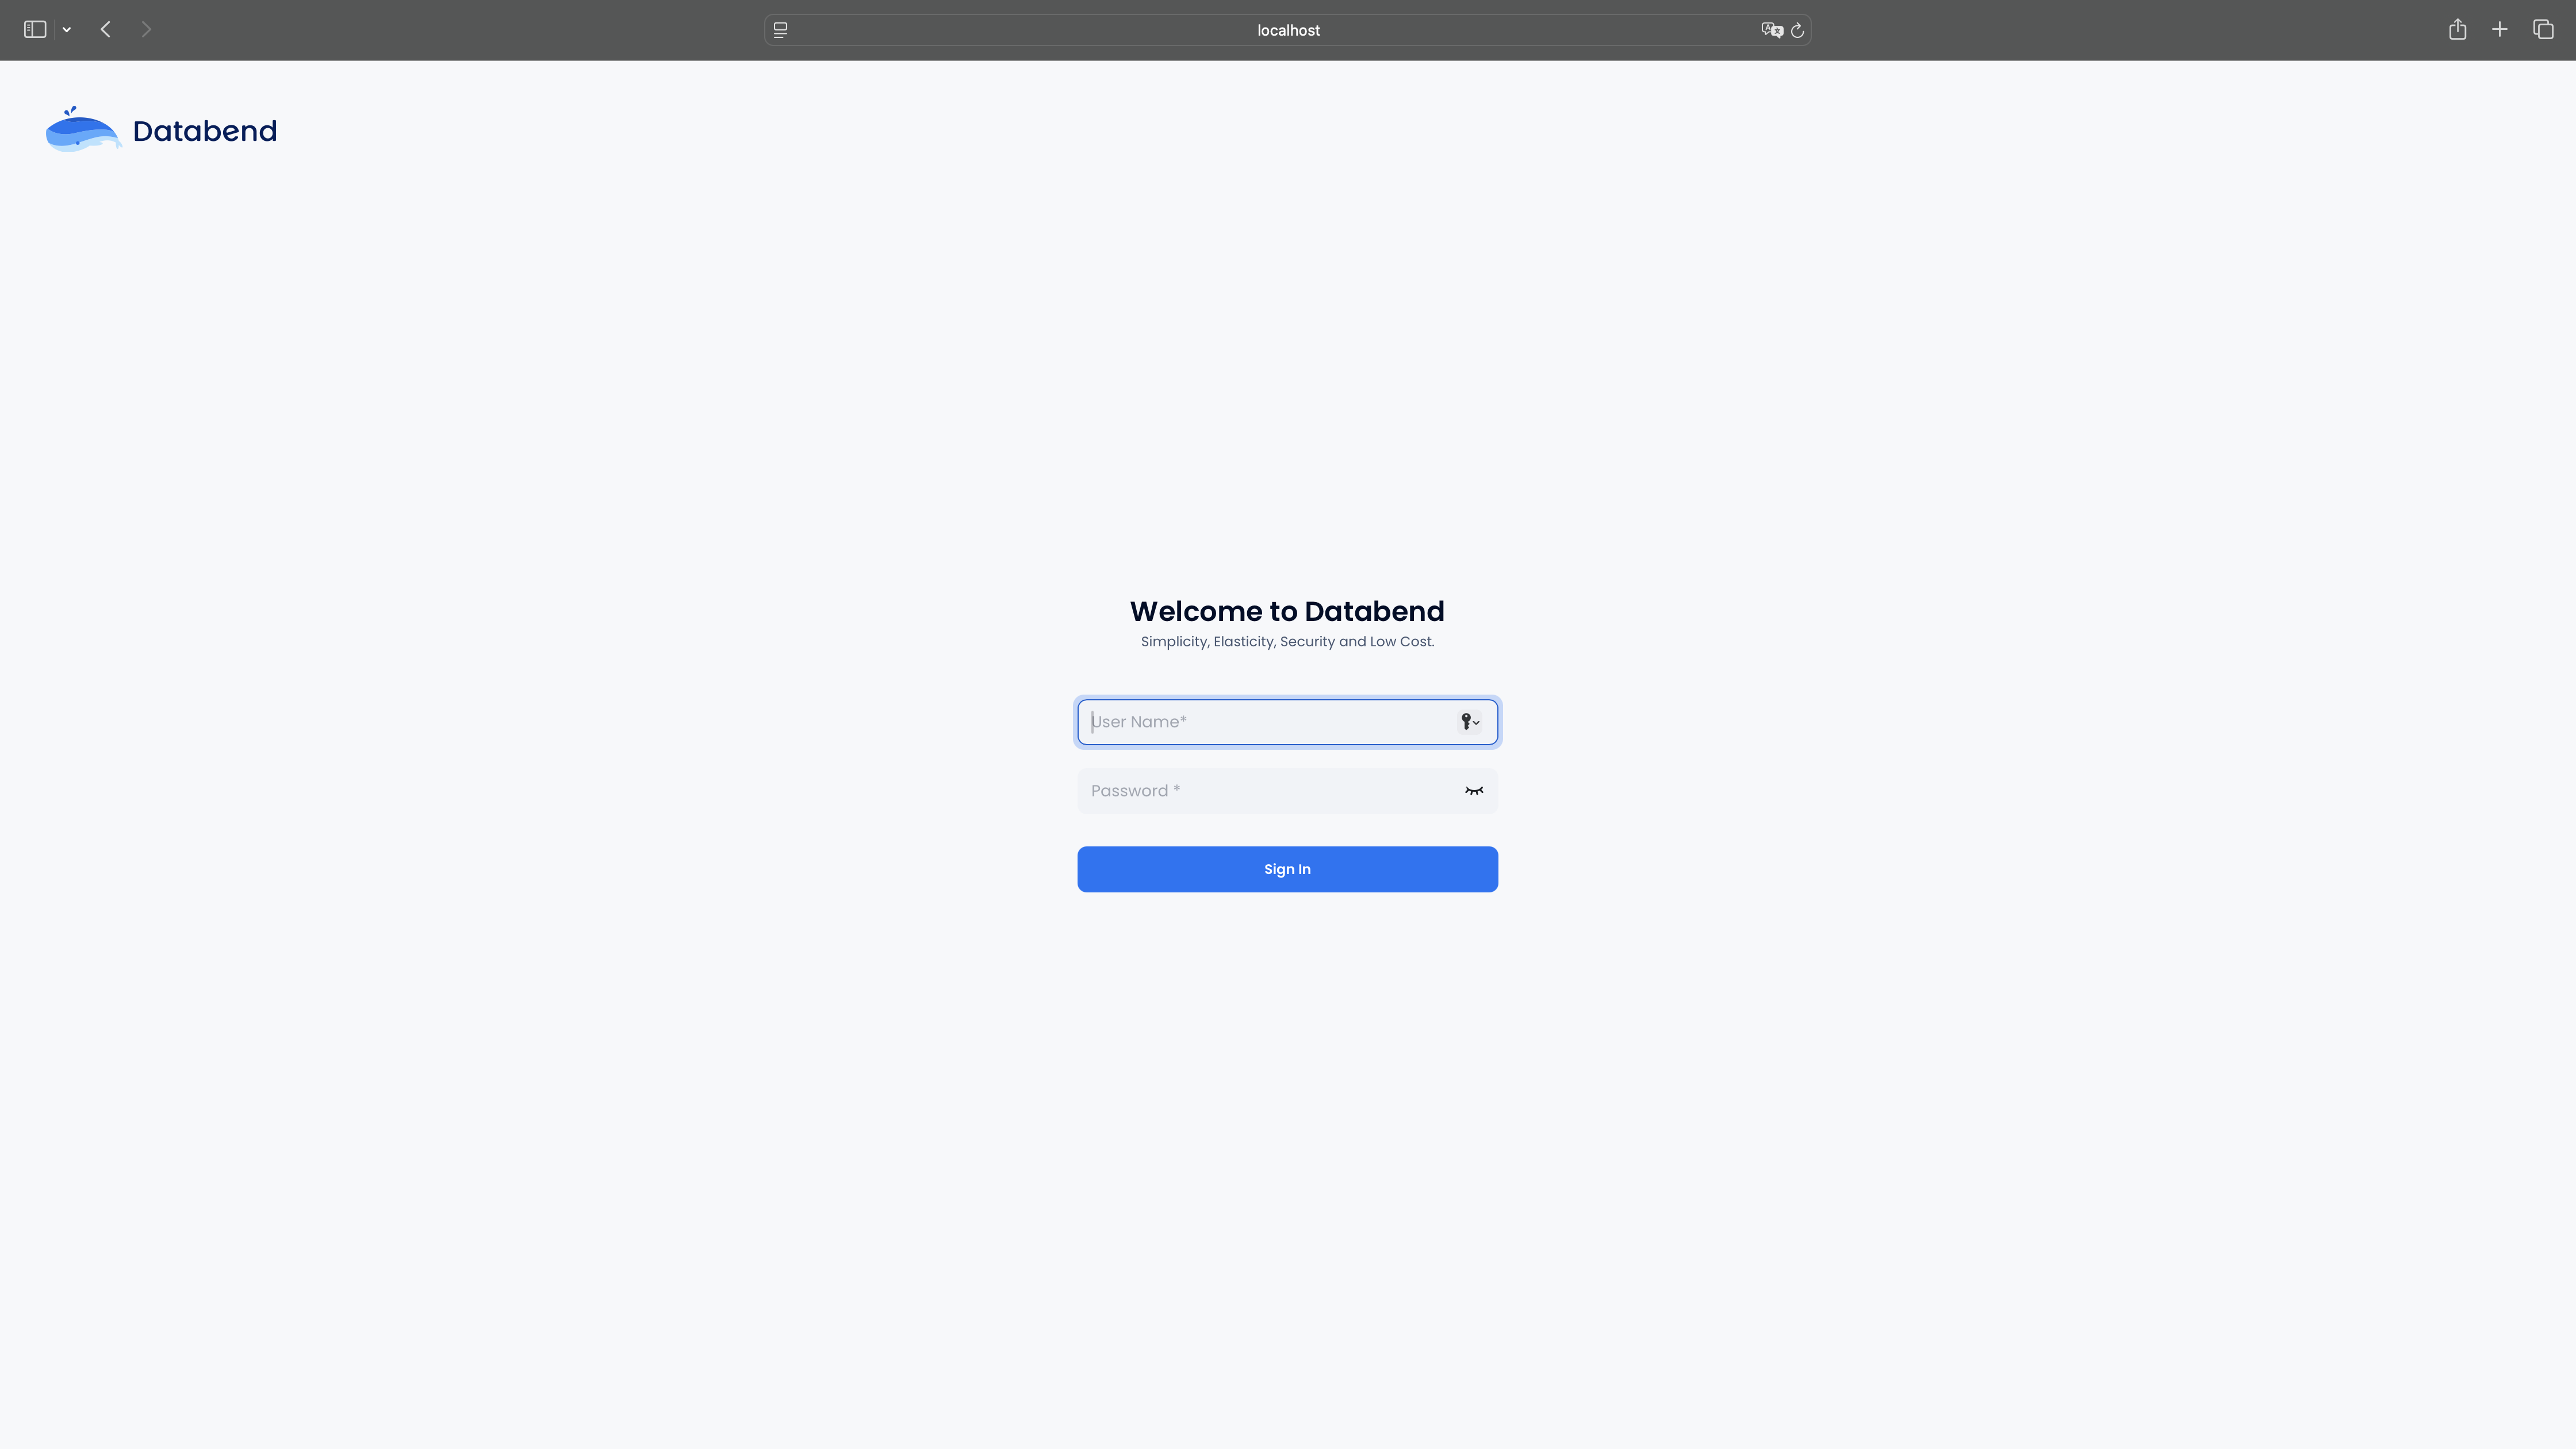 localhost
Databend
Welcome to Databend
Simplicity, Elasticity, Security and Low Cost.
User Name*
Password *
Sign In